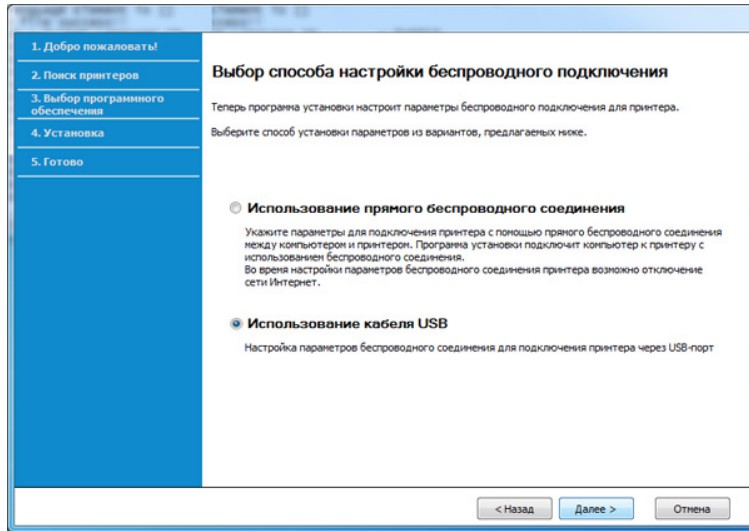 1. Добро пожаловать!
2. Поиск принтеров
3. Выбор программного
обеспечения
4. Установка
5. Готово
Выбор способа настройки беспроводного подключения
Теперь программа установки настроит параметры беспроводного подключения для принтера.
Выберите способ установки параметров из вариантов, предлагаемых ниже.
Использование прямого беспроводного соединения
Укажите параметры для подключения принтера с помощью прямого беспроводного соединения
между компьютером и принтером. Программа установки подключит компьютер к принтеру с
использованием беспроводного соединения.
Во время настройки параметров беспроводного соединения принтера возможно отключение
сети Интернет.
Использование кабеля USB
Настройка параметров беспроводного соединения для подключения принтера через USB-порт
< Назад
Далее >
Отмена